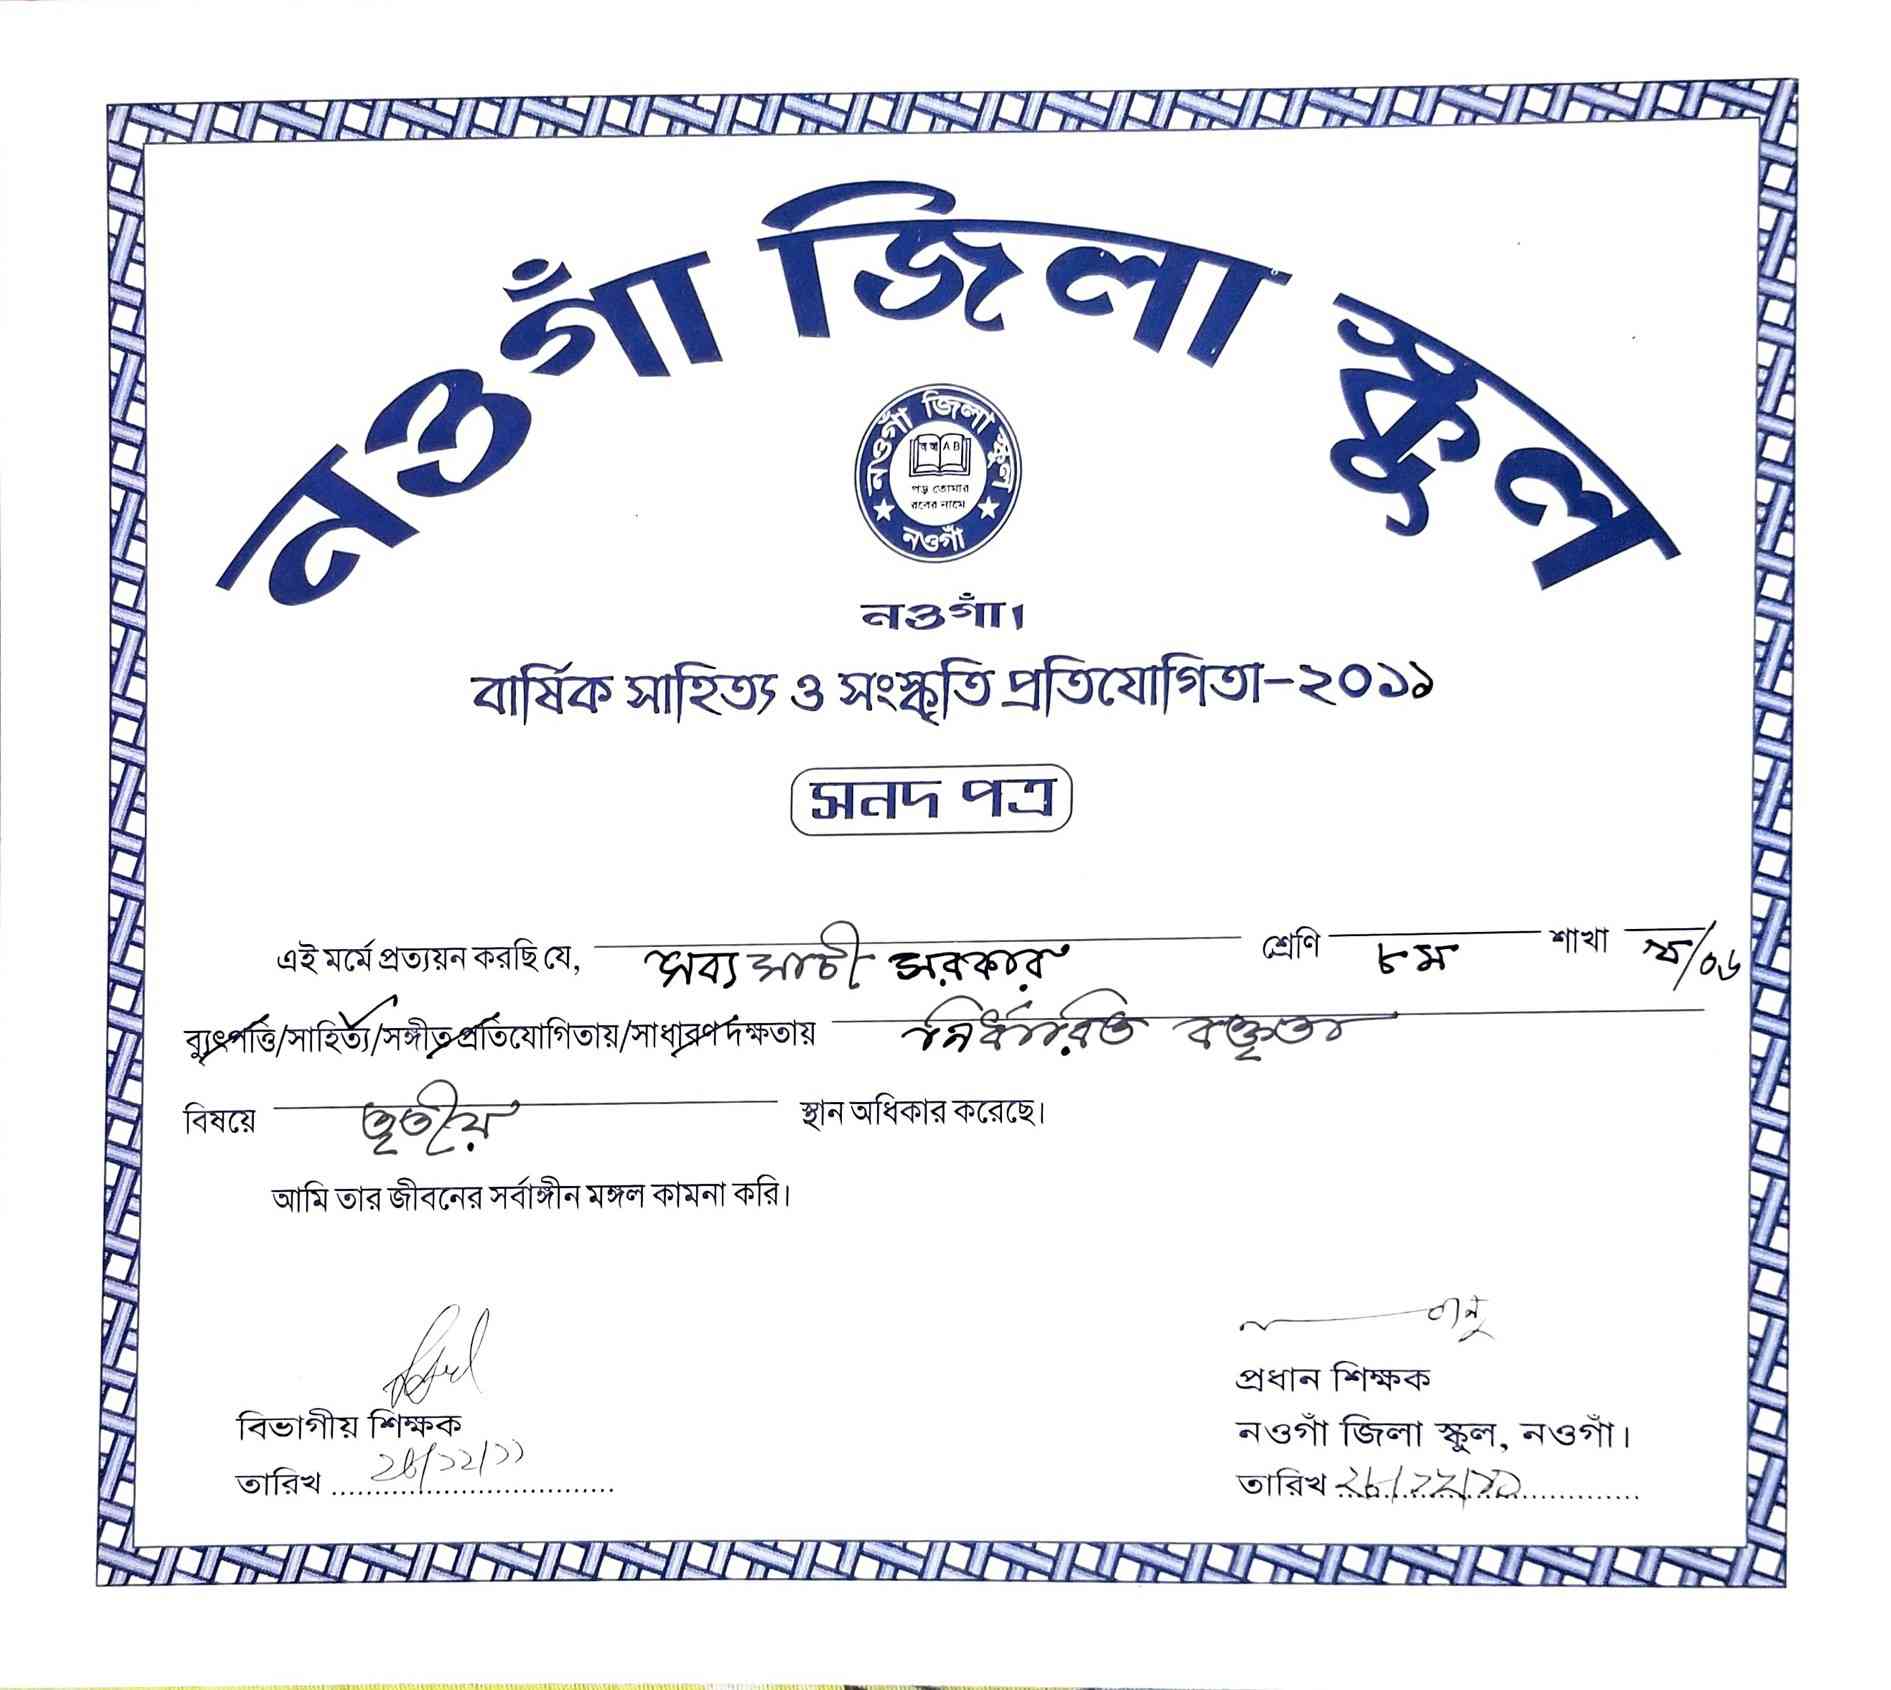 নওগাঁ জিলা স্কুল
নওগাঁ জিলা স্কুল
অ আ A B
পড় তোমার
রবের নামে
নওগাঁ
নওগাঁ।
বার্ষিক সাহিত্য ও সংস্কৃতি প্রতিযোগিতা-২০১১
সনদ পত্র
এই মর্মে প্রত্যয়ন করছি যে, সব্যসাচী সরকার শ্রেণি ৮ম শাখা /০৬
ব্যুৎপত্তি/সাহিত্য/সঙ্গীত প্রতিযোগিতায়/সাধারণ দক্ষতায় নির্ধারিত বক্তৃতা
বিষয়ে তৃতীয় স্থান অধিকার করেছে।
আমি তার জীবনের সর্বাঙ্গীন মঙ্গল কামনা করি।
বিভাগীয় শিক্ষক
তারিখ ২৮/১২/১১
প্রধান শিক্ষক
নওগাঁ জিলা স্কুল, নওগাঁ।
তারিখ ২৮/১২/১১